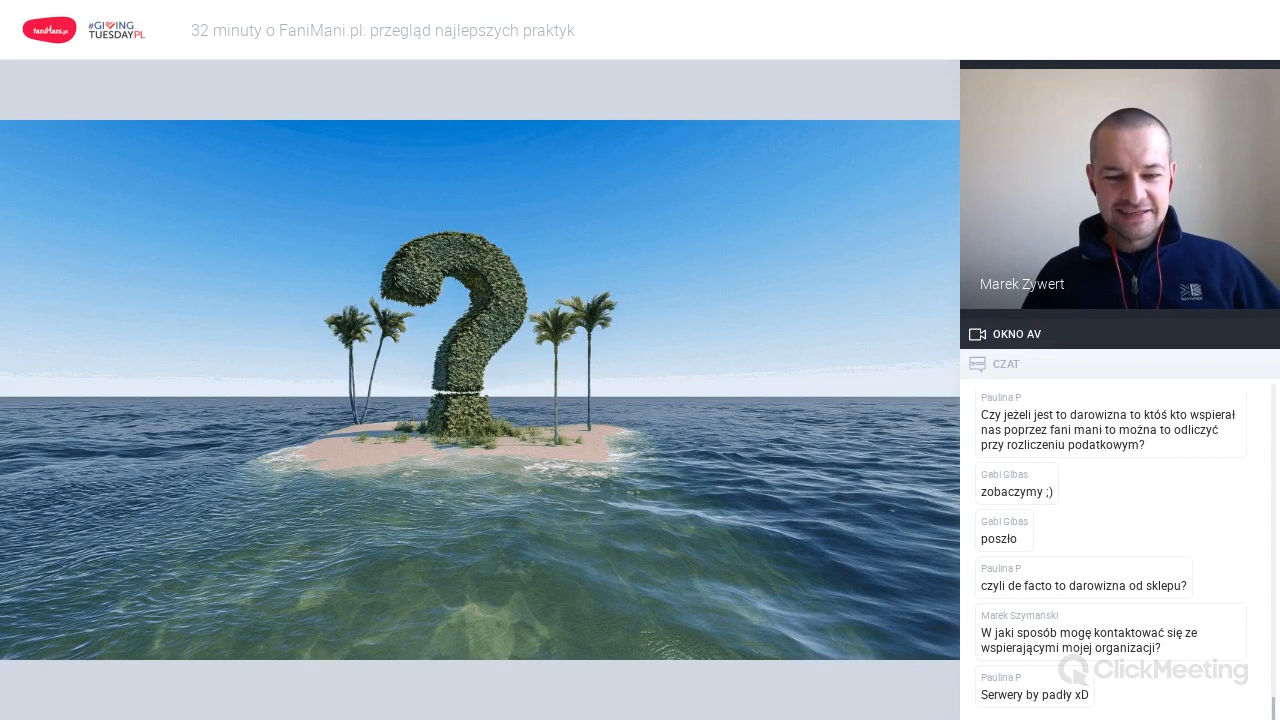 faniMani.pl
#GIVING
TUESDAYPL
32 minuty o FaniMani.pl: przegląd najlepszych praktyk
Marek Żywert
OKNO AV
CZAT
Paulina P
Czy jeżeli jest to darowizna to któś kto wspierał
nas poprzez fani mani to można to odliczyć
przy rozliczeniu podatkowym?
Gabi Gibas
zobaczymy ;)
Gabi Gibas
poszło
Paulina P
czyli de facto to darowizna od sklepu?
Marek Szymański
W jaki sposób mogę kontaktować się ze
wspierającymi mojej organizacji?
Paulina P
Serwery by padły xD
ClickMeeting